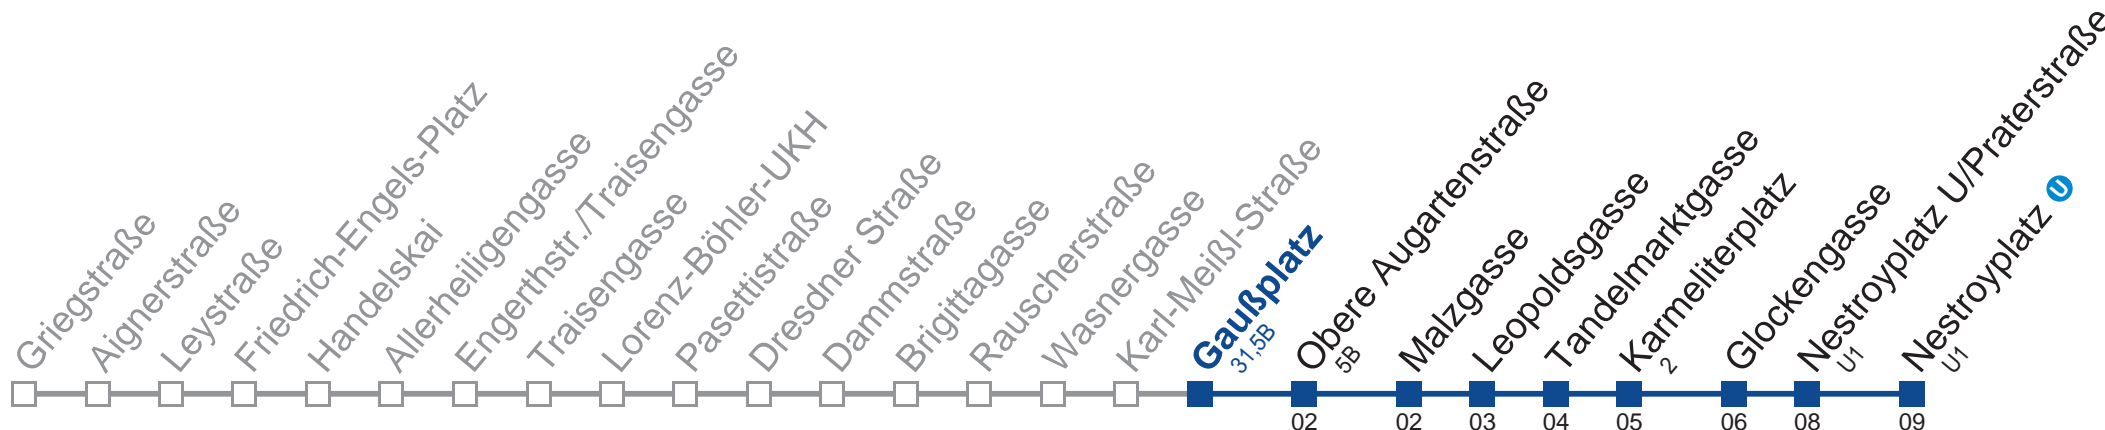 Griegstraße
Aignerstraße
Leystraße
Friedrich-Engels-Platz
Handelskai
Allerheiligengasse
Engerthstr./Traisengasse
Traisengasse
Lorenz-Böhler-UKH
Pasettistraße
Dresdner Straße
Dammstraße
Brigittagasse
Rauscherstraße
Wasnergasse
Karl-Meißl-Straße
Gaußplatz
31,5B
Obere Augartenstraße
5B
Malzgasse
Leopoldsgasse
Tandelmarktgasse
Karmeliterplatz
2
Glockengasse
Nestroyplatz U/Praterstraße
U1
Nestroyplatz U
U1
02 02 03 04 05 06 08 09